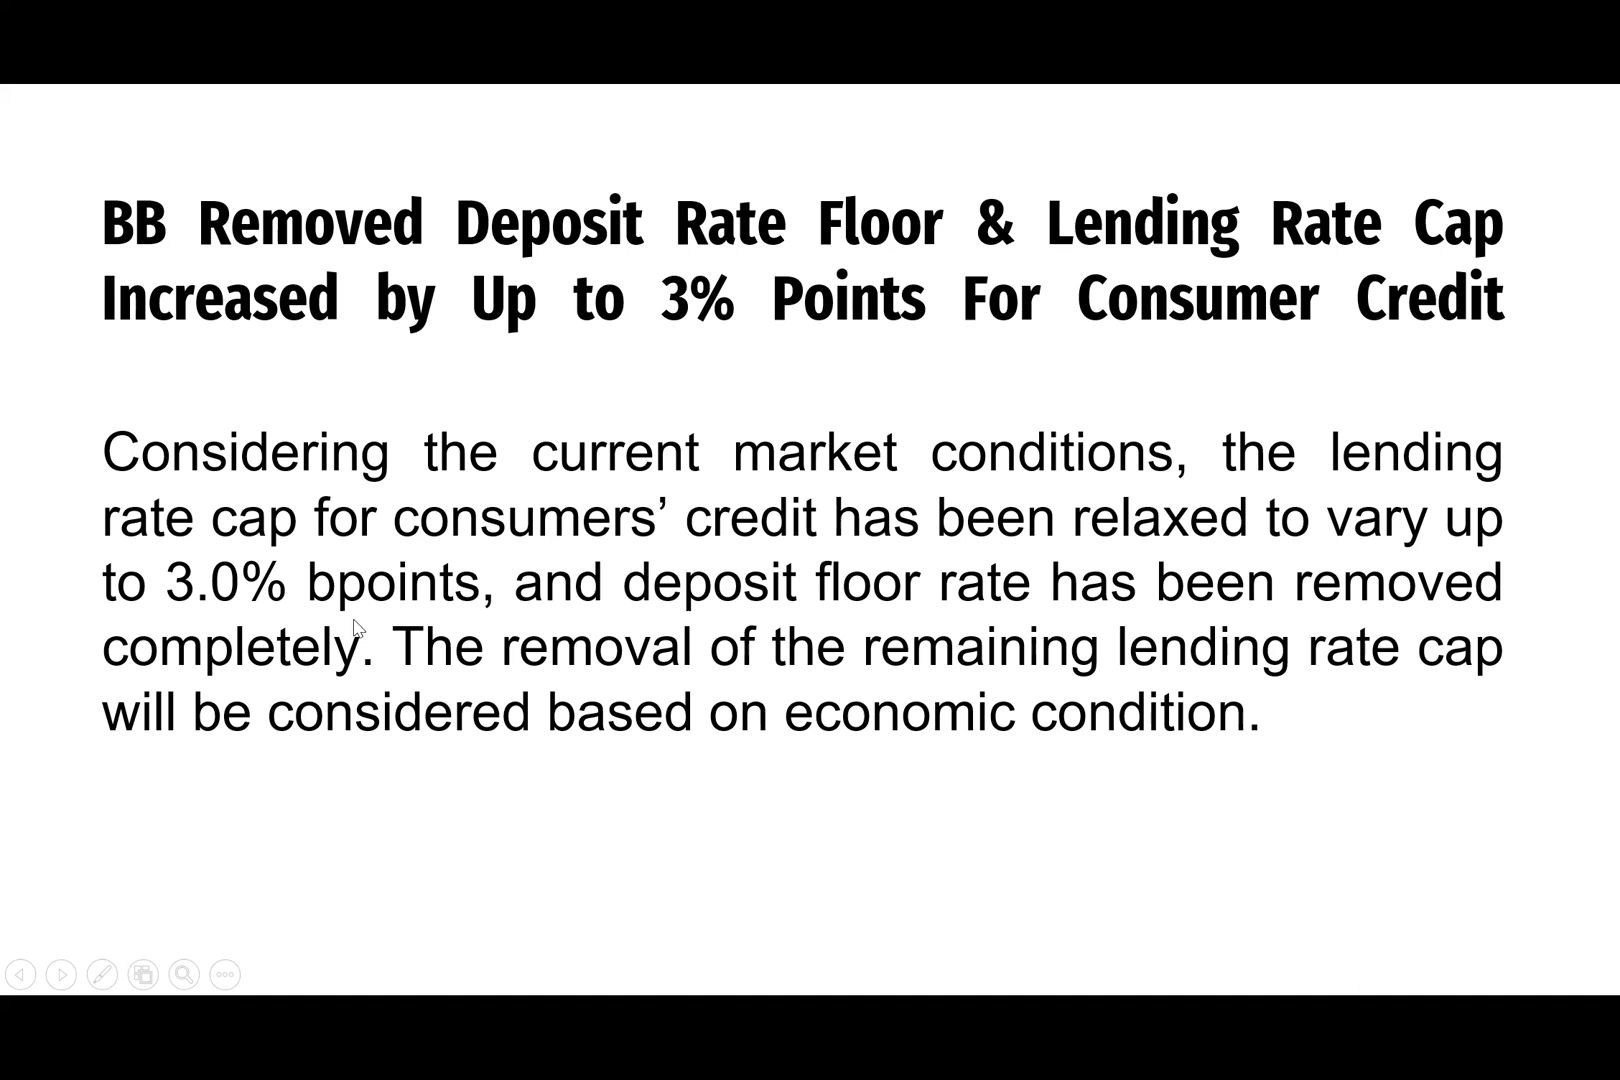 BB Removed Deposit Rate Floor & Lending Rate Cap
Increased by Up to 3% Points For Consumer Credit
Considering the current market conditions, the lending
rate cap for consumers’ credit has been relaxed to vary up
to 3.0% bpoints, and deposit floor rate has been removed
completely. The removal of the remaining lending rate cap
will be considered based on economic condition.